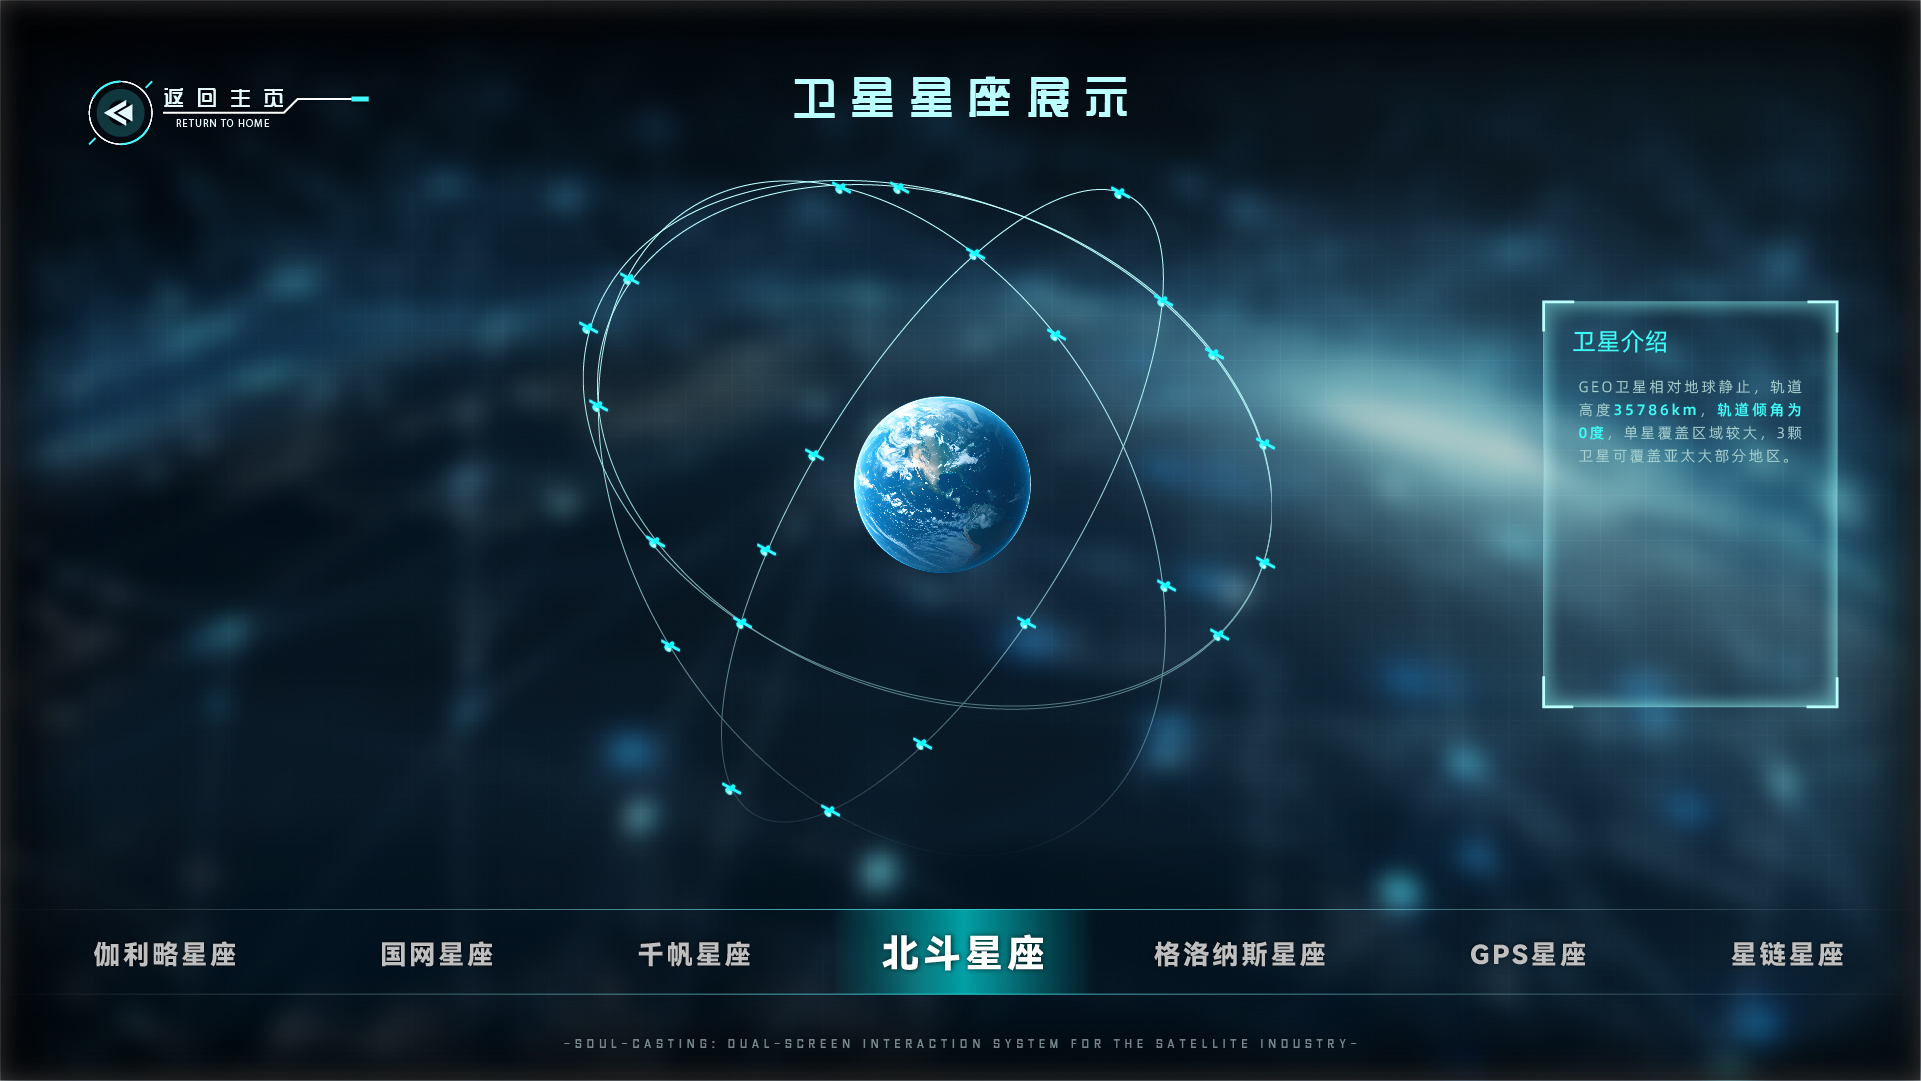 返回主页
RETURN TO HOME
卫星星座展示
卫星介绍
GEO卫星相对地球静止，轨道
高度35786km，轨道倾角为
0度，单星覆盖区域较大，3颗
卫星可覆盖亚太大部分地区。
伽利略星座
国网星座
千帆星座
北斗星座
格洛纳斯星座
GPS星座
星链星座
-SOUL-CASTING: DUAL-SCREEN INTERACTION SYSTEM FOR THE SATELLITE INDUSTRY-